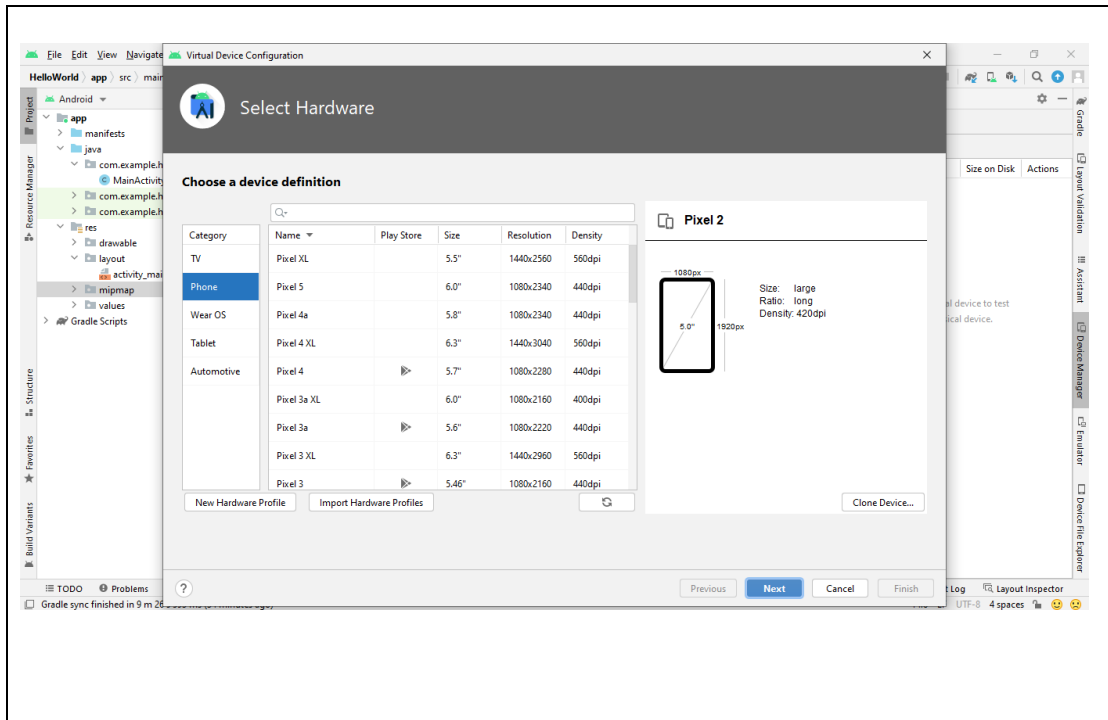 File Edit View Navigate
Virtual Device Configuration
HelloWorld app src main
Android
app
manifests
java
com.example.h
MainActivity
com.example.h
com.example.h
res
drawable
layout
activity_mai
mipmap
values
Gradle Scripts
Project
Resource Manager
Structure
Favorites
Build Variants
Select Hardware
Choose a device definition
Category
TV
Phone
Wear OS
Tablet
Automotive
Name Play Store Size Resolution Density
Pixel XL 5.5" 1440x2560 560dpi
Pixel 5 6.0" 1080x2340 440dpi
Pixel 4a 5.8" 1080x2340 440dpi
Pixel 4 XL 6.3" 1440x3040 560dpi
Pixel 4 5.7" 1080x2280 440dpi
Pixel 3a XL 6.0" 1080x2160 400dpi
Pixel 3a 5.6" 1080x2220 440dpi
Pixel 3 XL 6.3" 1440x2960 560dpi
Pixel 3 5.46" 1080x2160 440dpi
New Hardware Profile Import Hardware Profiles
Pixel 2
1080px
5.0" 1920px
Size: large
Ratio: long
Density: 420dpi
Clone Device...
? Previous Next Cancel Finish
Size on Disk Actions
al device to test
sical device.
Gradle
Layout Validation
Assistant
Device Manager
Emulator
Device File Explorer
TODO Problems
Log Layout Inspector
Gradle sync finished in 9 m 26
UTF-8 4 spaces